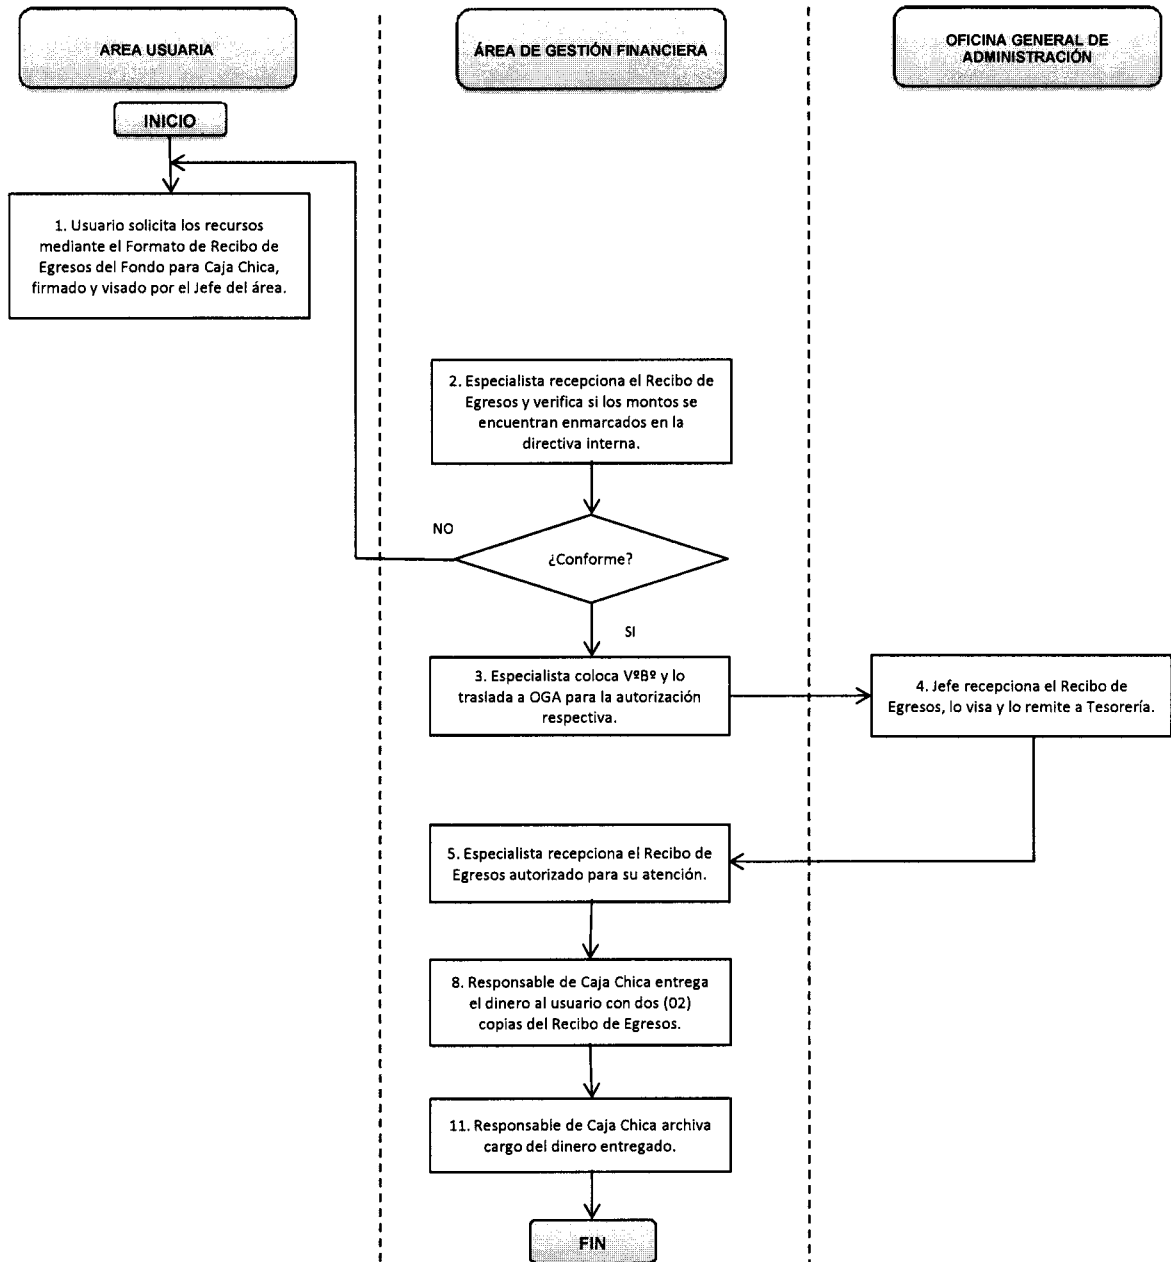 AREA USUARIA
ÁREA DE GESTIÓN FINANCIERA
OFICINA GENERAL DE
ADMINISTRACIÓN
INICIO
1. Usuario solicita los recursos
mediante el Formato de Recibo de
Egresos del Fondo para Caja Chica,
firmado y visado por el Jefe del área.
2. Especialista recepciona el Recibo de
Egresos y verifica si los montos se
encuentran enmarcados en la
directiva interna.
NO
¿Conforme?
SI
3. Especialista coloca VºBº y lo
traslada a OGA para la autorización
respectiva.
4. Jefe recepciona el Recibo de
Egresos, lo visa y lo remite a Tesorería.
5. Especialista recepciona el Recibo de
Egresos autorizado para su atención.
8. Responsable de Caja Chica entrega
el dinero al usuario con dos (02)
copias del Recibo de Egresos.
11. Responsable de Caja Chica archiva
cargo del dinero entregado.
FIN